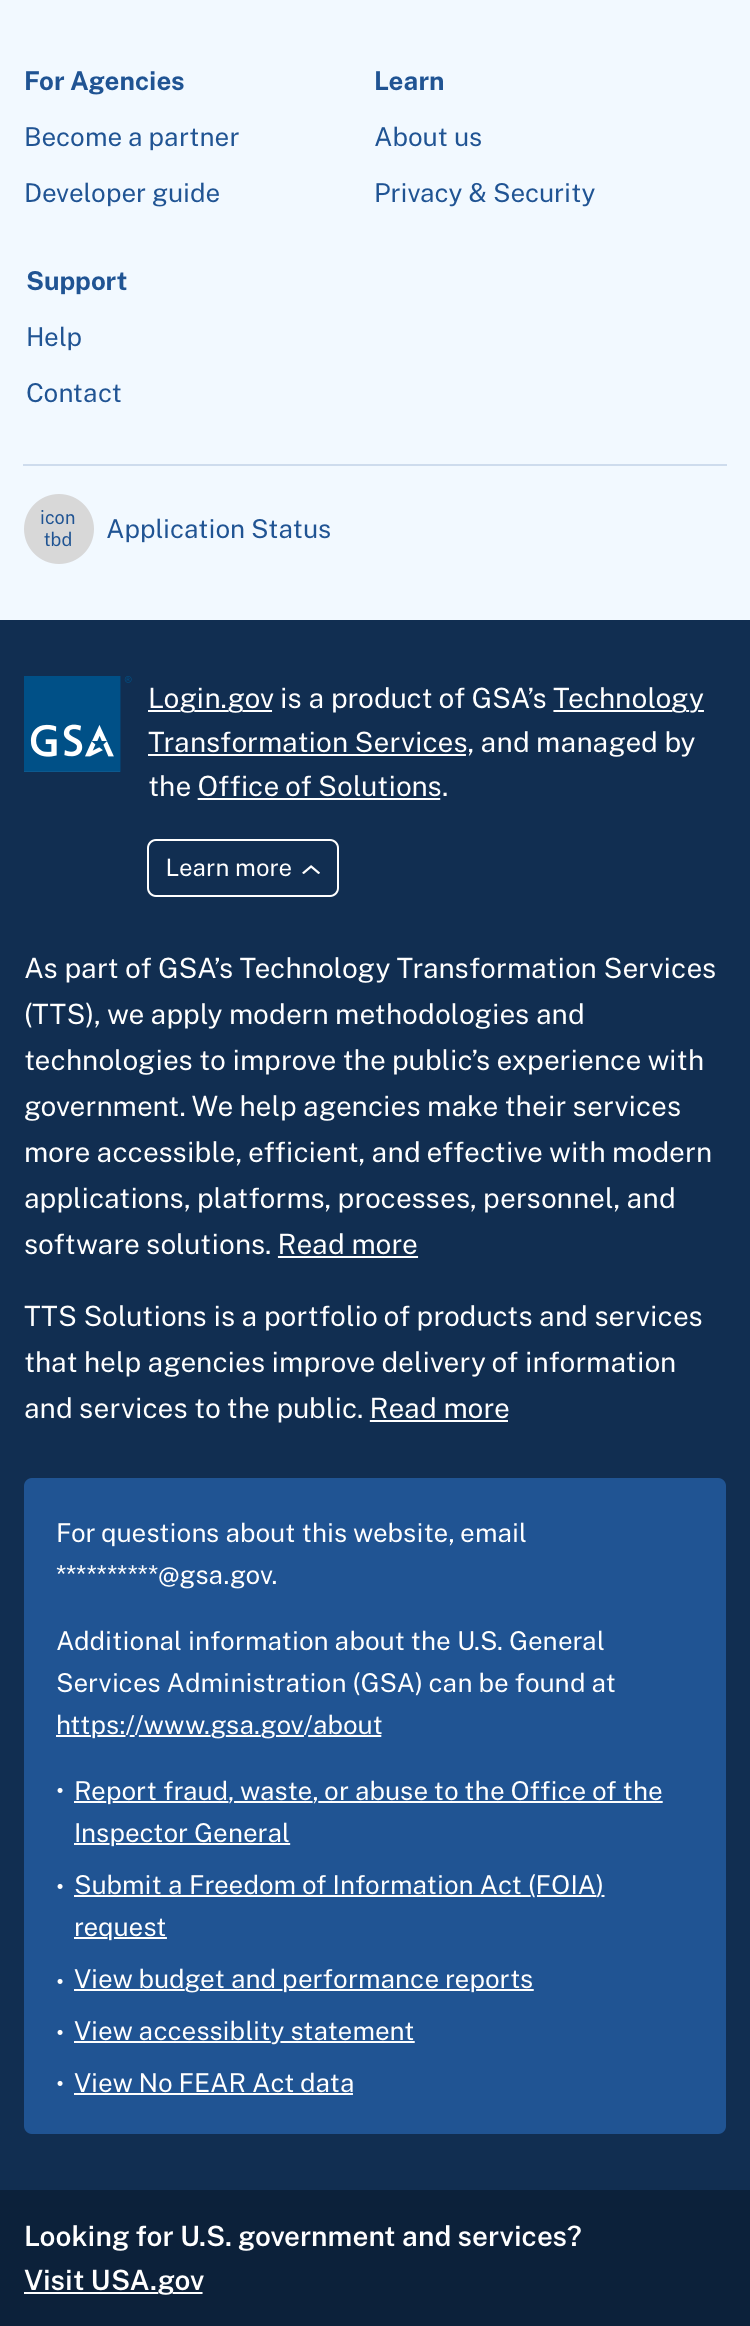 For Agencies
Become a partner
Developer guide
Learn
About us
Privacy & Security
Support
Help
Contact
icon
tbd
Application Status
GSA
Login.gov is a product of GSA’s Technology
Transformation Services, and managed by
the Office of Solutions.
Learn more
As part of GSA’s Technology Transformation Services
(TTS), we apply modern methodologies and
technologies to improve the public’s experience with
government. We help agencies make their services
more accessible, efficient, and effective with modern
applications, platforms, processes, personnel, and
software solutions. Read more
TTS Solutions is a portfolio of products and services
that help agencies improve delivery of information
and services to the public. Read more
For questions about this website, email
**********@gsa.gov.
Additional information about the U.S. General
Services Administration (GSA) can be found at
https://www.gsa.gov/about
• Report fraud, waste, or abuse to the Office of the
Inspector General
• Submit a Freedom of Information Act (FOIA)
request
• View budget and performance reports
• View accessiblity statement
• View No FEAR Act data
Looking for U.S. government and services?
Visit USA.gov